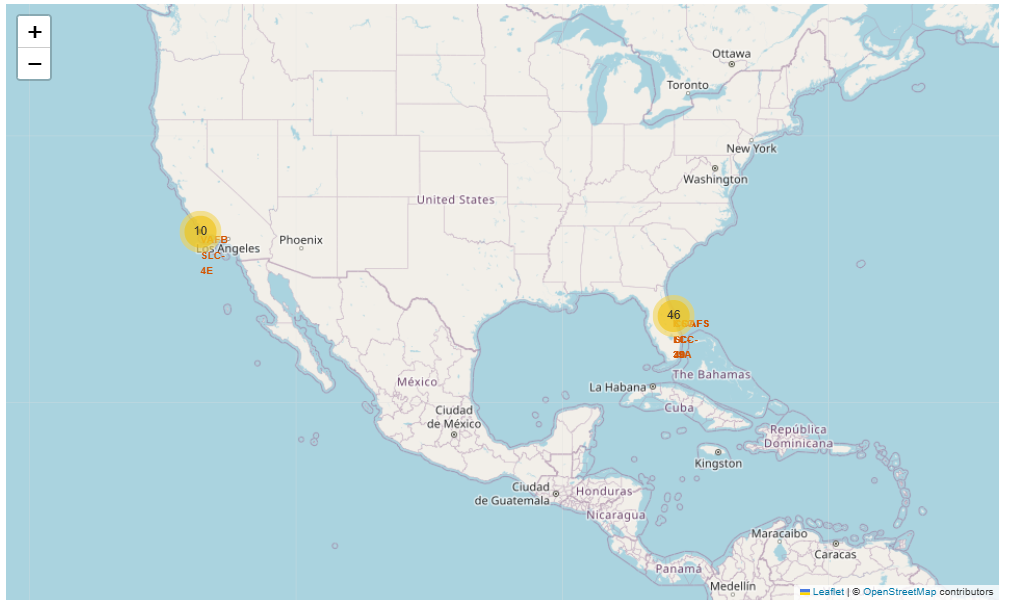 +
−
Ottawa
Toronto
New York
Washington
United States
10
VAFB
Los Angeles
SLC-
4E
Phoenix
46
La Habana
The Bahamas
México
Cuba
Ciudad
de México
República
Dominicana
Kingston
Ciudad
de Guatemala
Honduras
Nicaragua
Maracaibo
Caracas
Panamá
Medellín
Leaflet | © OpenStreetMap contributors